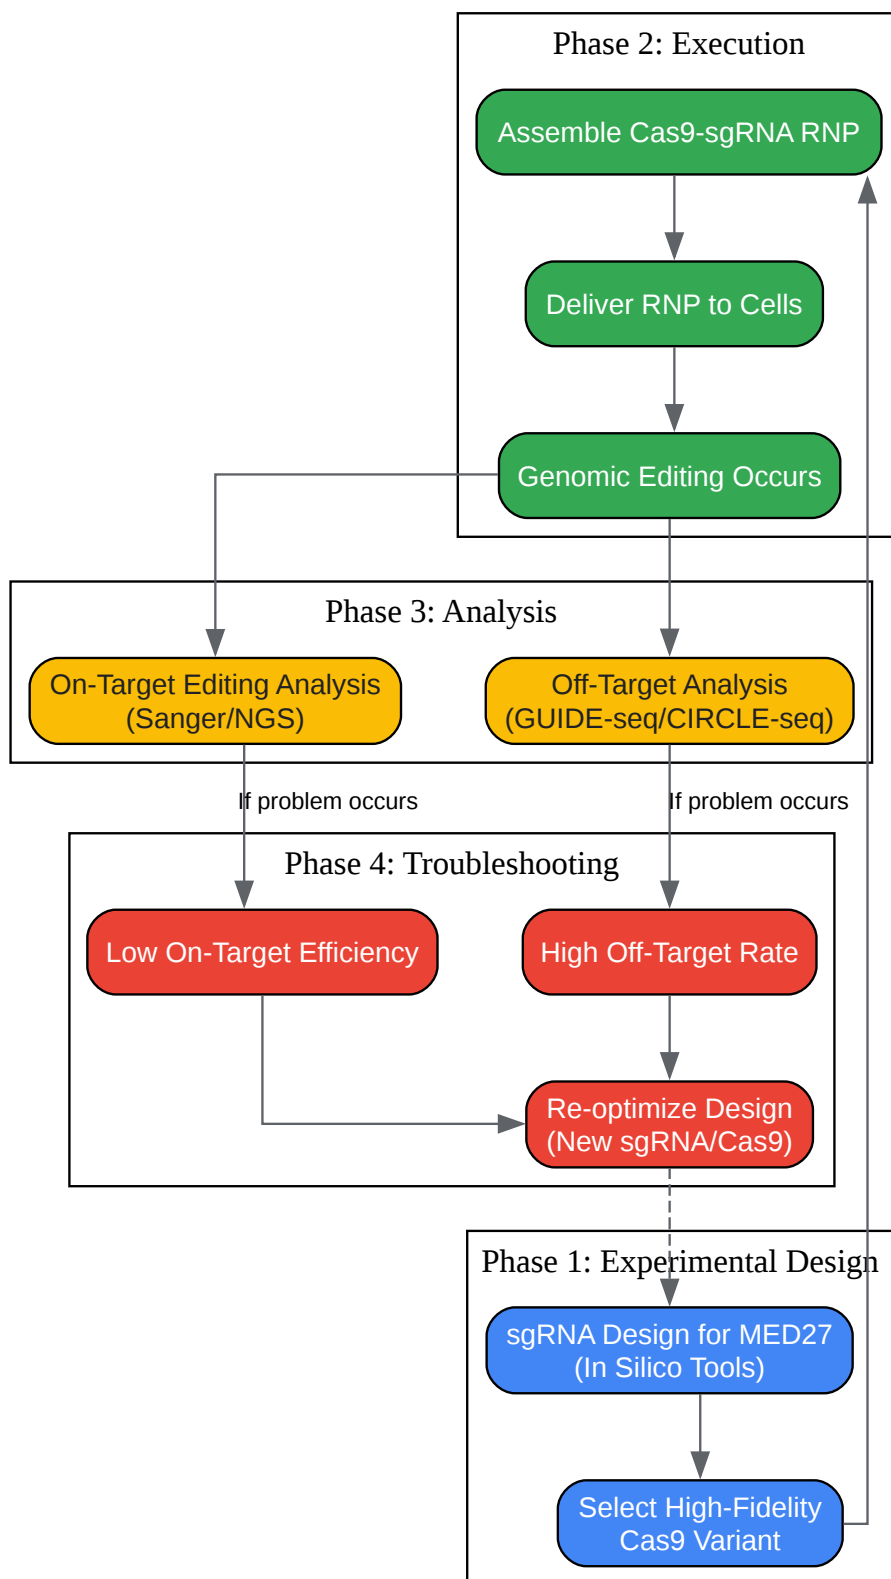 Phase 2: Execution
Assemble Cas9-sgRNA RNP
Deliver RNP to Cells
Genomic Editing Occurs
Phase 3: Analysis
On-Target Editing Analysis
(Sanger/NGS)
Off-Target Analysis
(GUIDE-seq/CIRCLE-seq)
If problem occurs
If problem occurs
Phase 4: Troubleshooting
Low On-Target Efficiency
High Off-Target Rate
Re-optimize Design
(New sgRNA/Cas9)
Phase 1: Experimental Design
sgRNA Design for MED27
(In Silico Tools)
Select High-Fidelity
Cas9 Variant